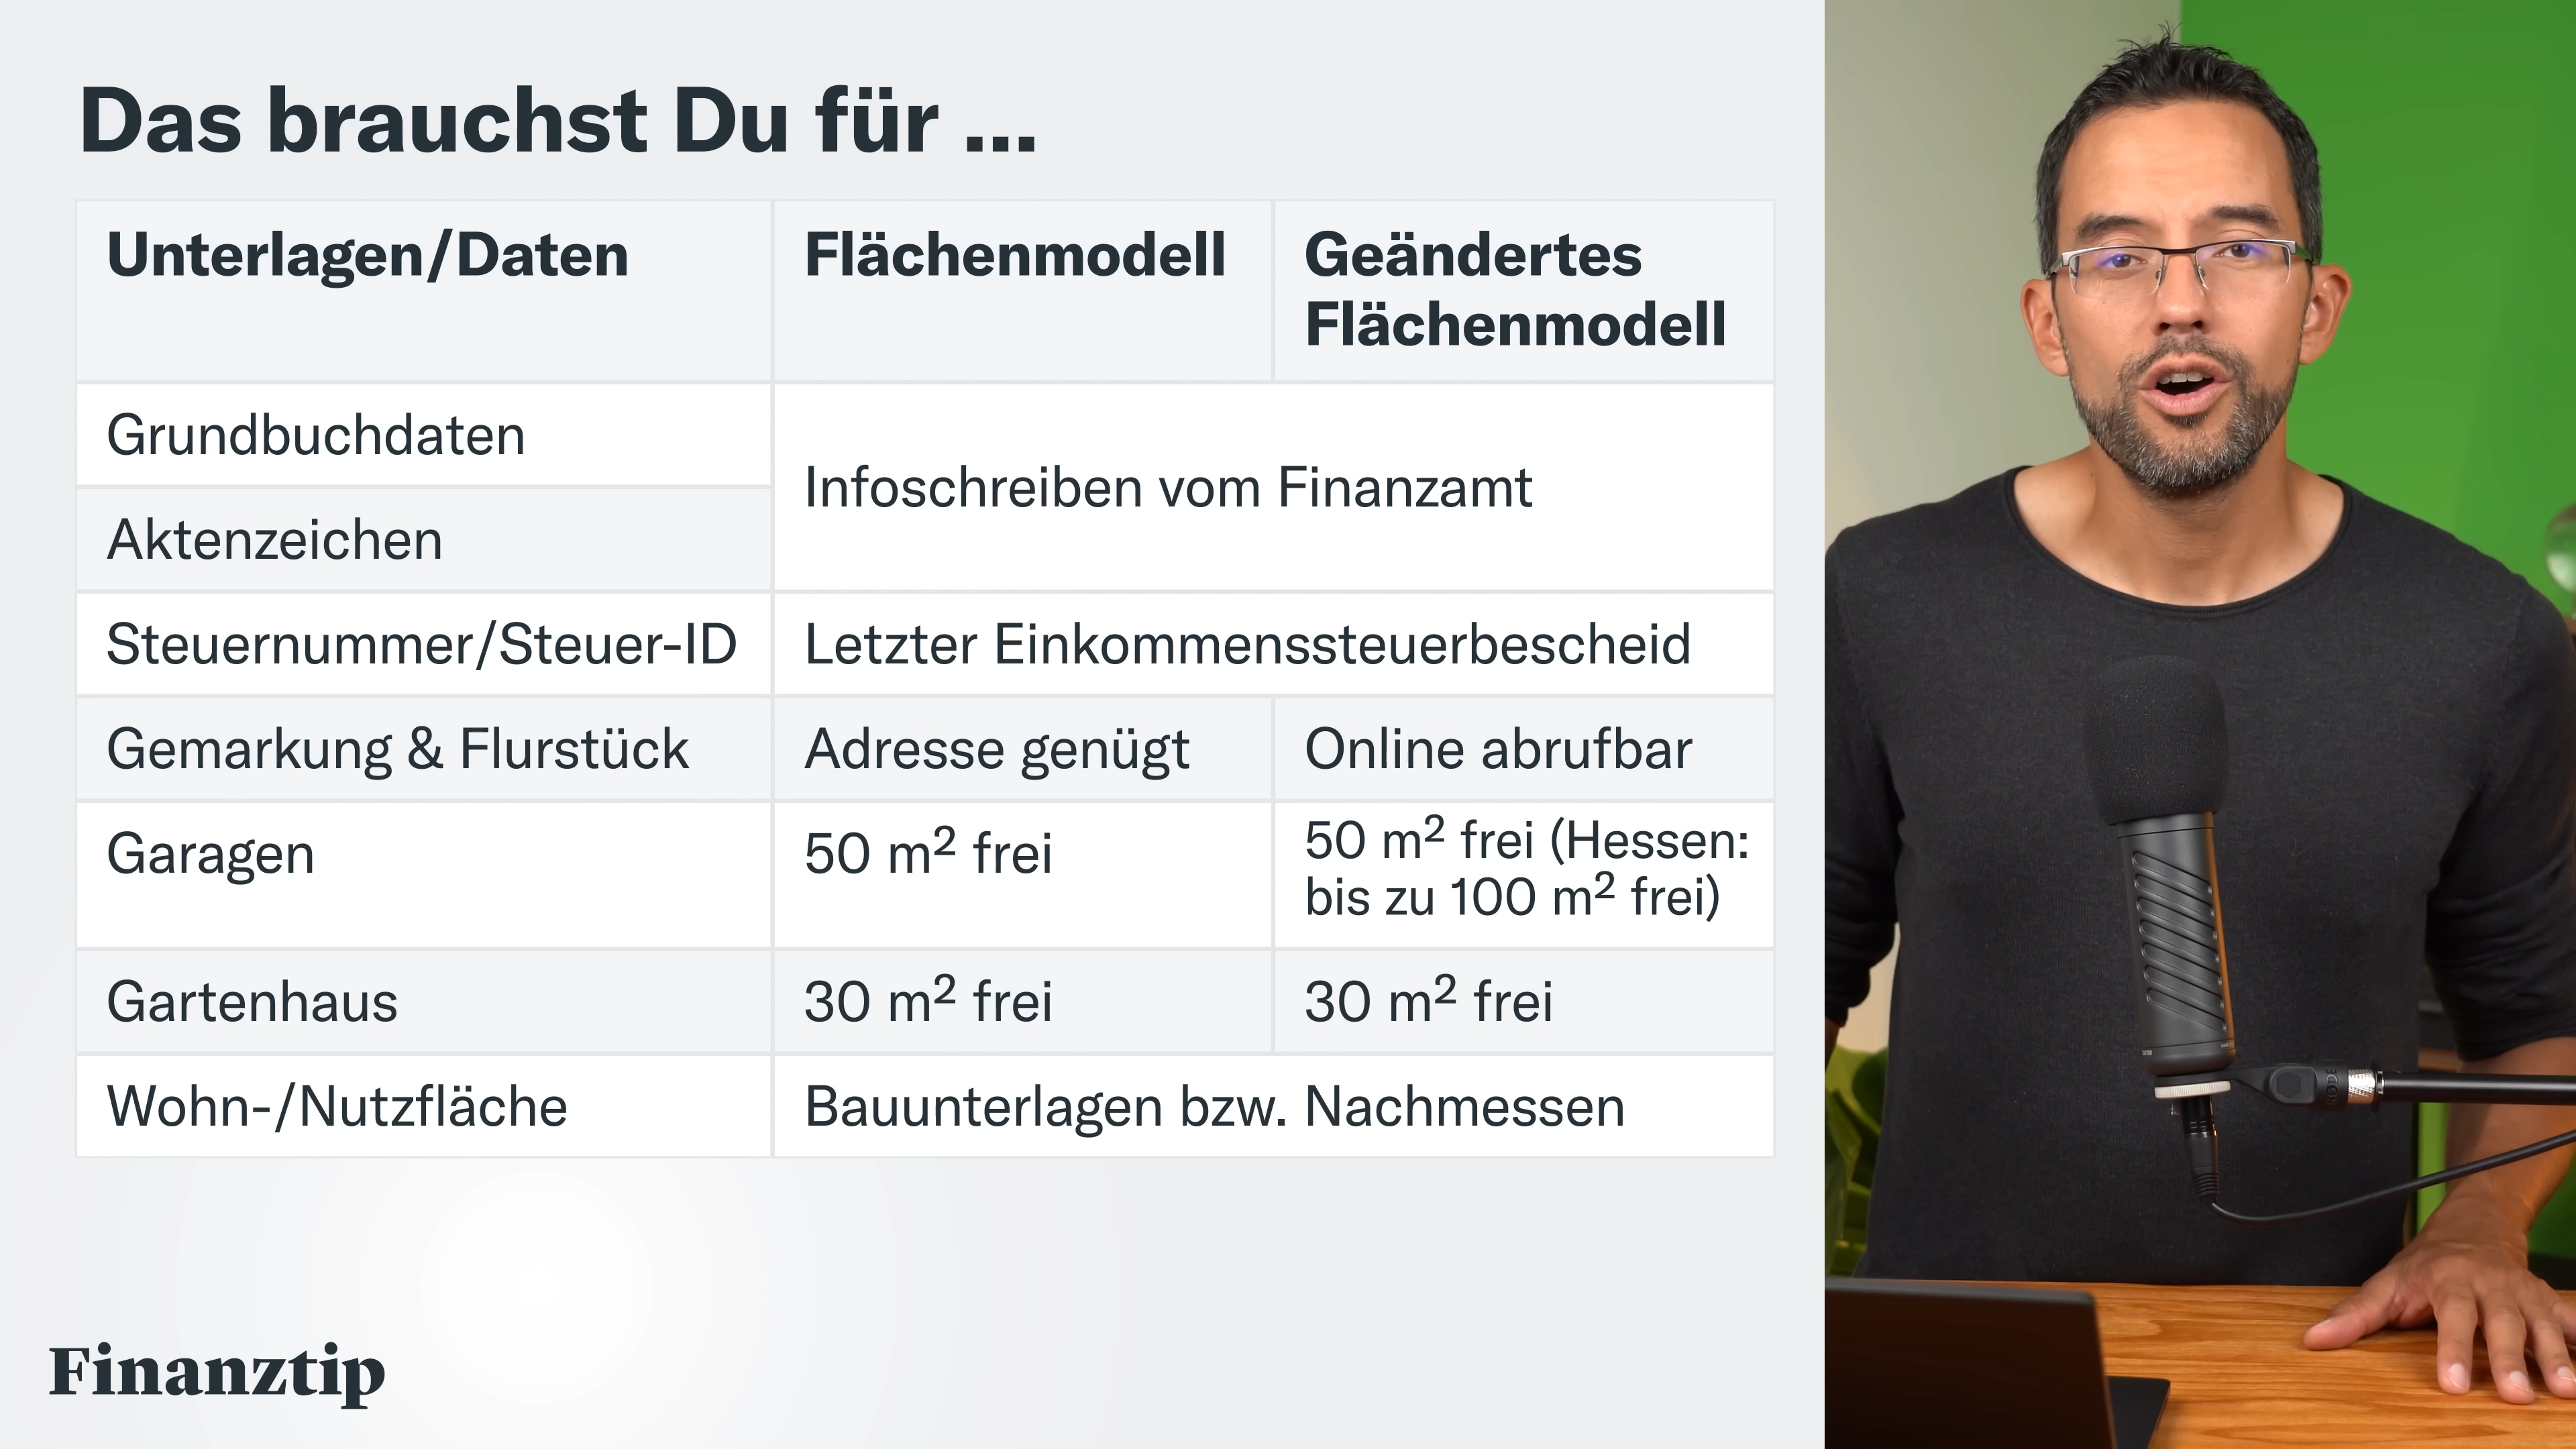 Das brauchst Du für ...
Unterlagen/Daten
Flächenmodell
Geändertes
Flächenmodell
Grundbuchdaten
Infoschreiben vom Finanzamt
Aktenzeichen
Steuernummer/Steuer-ID
Letzter Einkommenssteuerbescheid
Gemarkung & Flurstück
Adresse genügt
Online abrufbar
Garagen
50 m² frei
50 m² frei (Hessen:
bis zu 100 m² frei)
Gartenhaus
30 m² frei
30 m² frei
Wohn-/Nutzfläche
Bauunterlagen bzw. Nachmessen
Finanztip
RODE